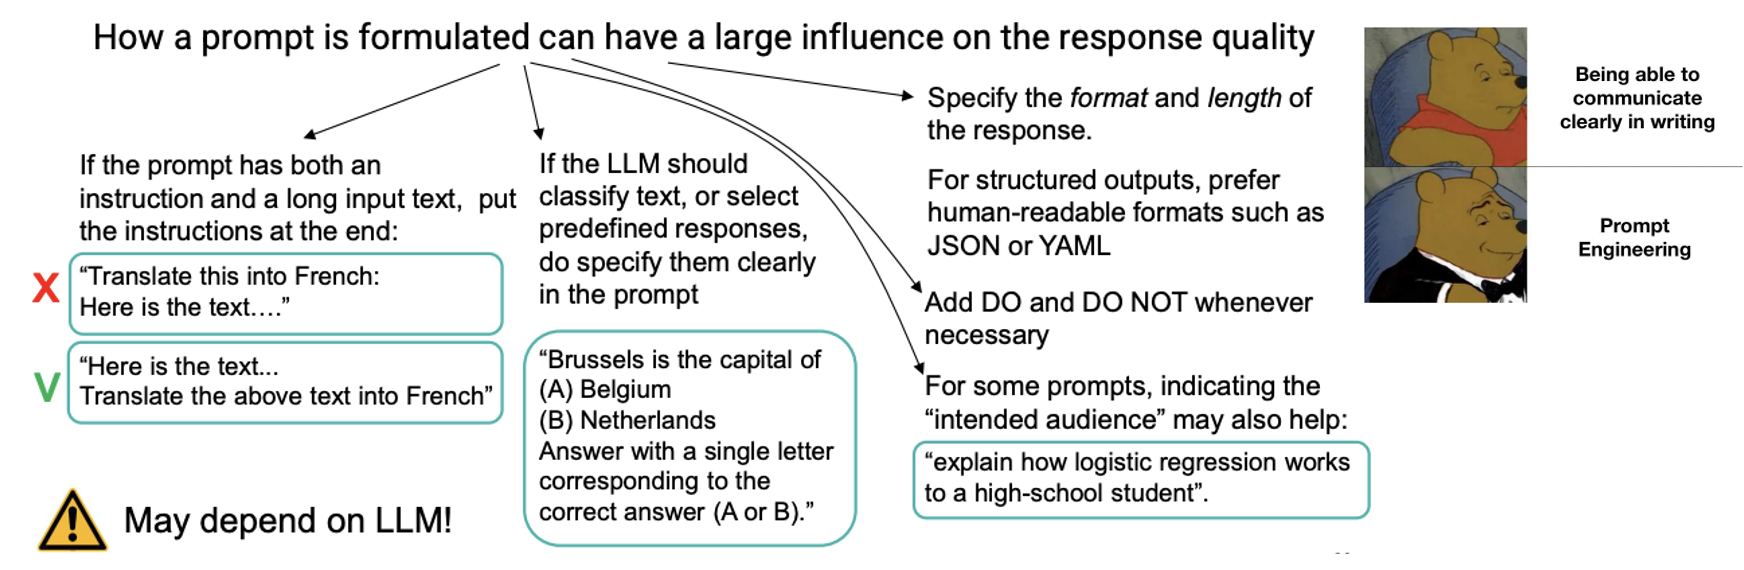 How a prompt is formulated can have a large influence on the response quality
If the prompt has both an
instruction and a long input text, put
the instructions at the end:
X
“Translate this into French:
Here is the text….”
V
“Here is the text...
Translate the above text into French”
May depend on LLM!
If the LLM should
classify text, or select
predefined responses,
do specify them clearly
in the prompt
“Brussels is the capital of
(A) Belgium
(B) Netherlands
Answer with a single letter
corresponding to the
correct answer (A or B).”
Specify the format and length of
the response.
For structured outputs, prefer
human-readable formats such as
JSON or YAML
Add DO and DO NOT whenever
necessary
For some prompts, indicating the
“intended audience” may also help:
“explain how logistic regression works
to a high-school student”.
Being able to
communicate
clearly in writing
Prompt
Engineering